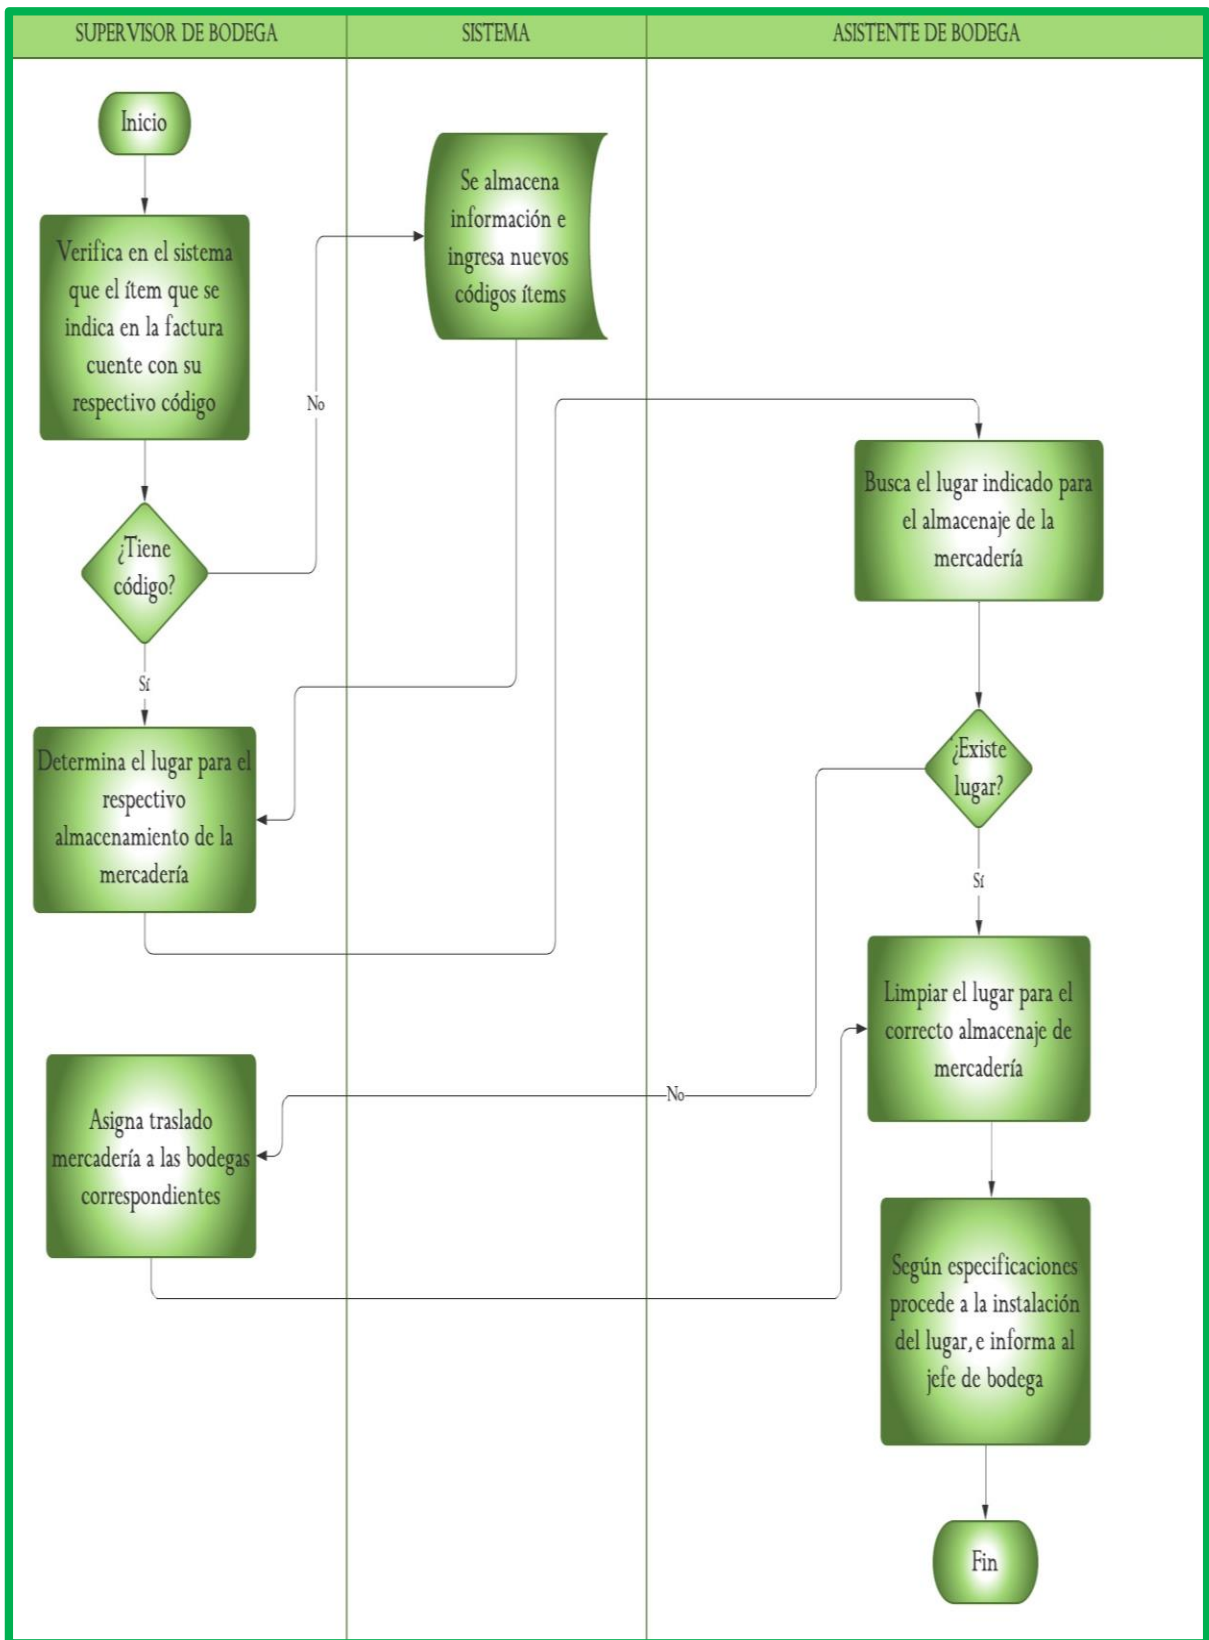 SUPERVISOR DE BODEGA
SISTEMA
ASISTENTE DE BODEGA
Inicio
Verifica en el sistema
que el ítem que se
indica en la factura
cuente con su
respectivo código
¿Tiene
código?
No
Se almacena
información e
ingresa nuevos
códigos ítems
Sí
Determina el lugar para el
respectivo
almacenamiento de la
mercadería
Busca el lugar indicado para
el almacenaje de la
mercadería
¿Existe
lugar?
Sí
No
Asigna traslado
mercadería a las bodegas
correspondientes
Limpiar el lugar para el
correcto almacenaje de
mercadería
Según especificaciones
procede a la instalación
del lugar, e informa al
jefe de bodega
Fin